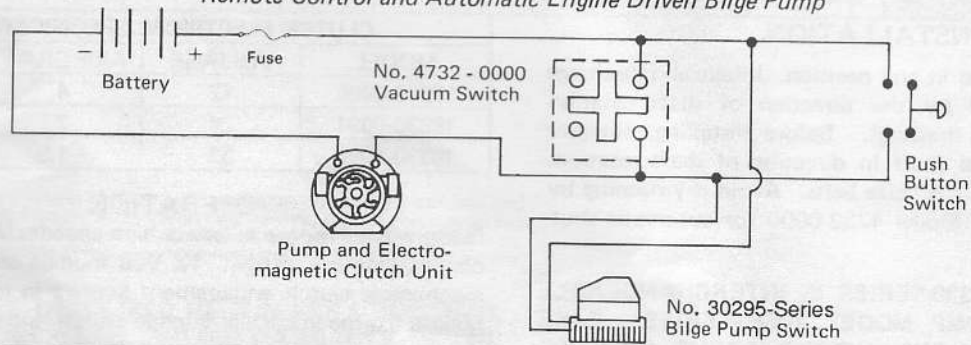 Remote Control and Automatic Engine Driven Bilge Pump
− +
Battery
Fuse
No. 4732 - 0000
Vacuum Switch
Push
Button
Switch
Pump and Electro-
magnetic Clutch Unit
No. 30295-Series
Bilge Pump Switch